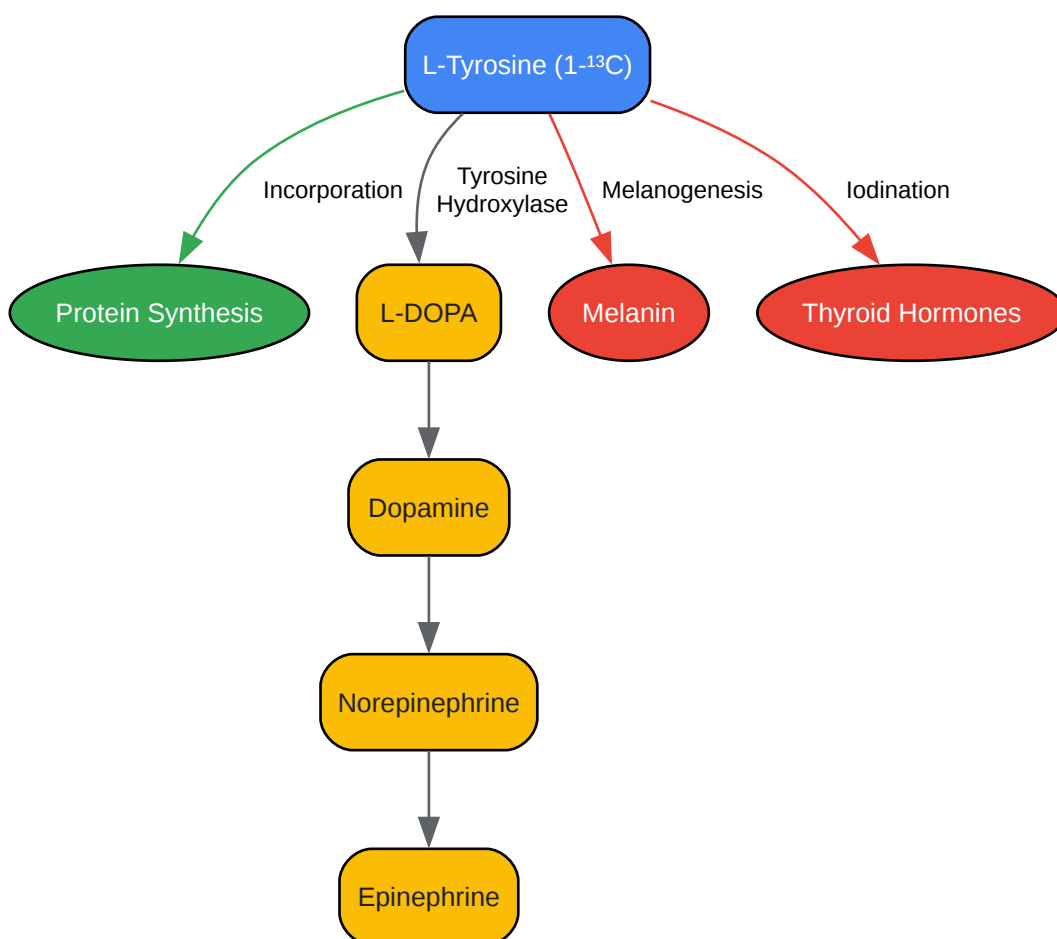 L-Tyrosine (1-¹³C)
Incorporation
Tyrosine
Hydroxylase
Melanogenesis
Iodination
Protein Synthesis
L-DOPA
Melanin
Thyroid Hormones
Dopamine
Norepinephrine
Epinephrine